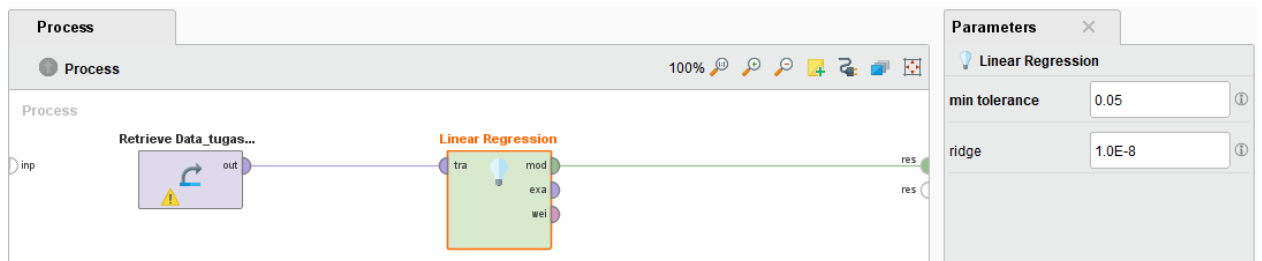 Process
Parameters
Process
100%
Linear Regression
min tolerance
0.05
ridge
1.0E-8
Process
Retrieve Data_tugas...
Linear Regression
inp
out
tra
mod
exa
wei
res
res